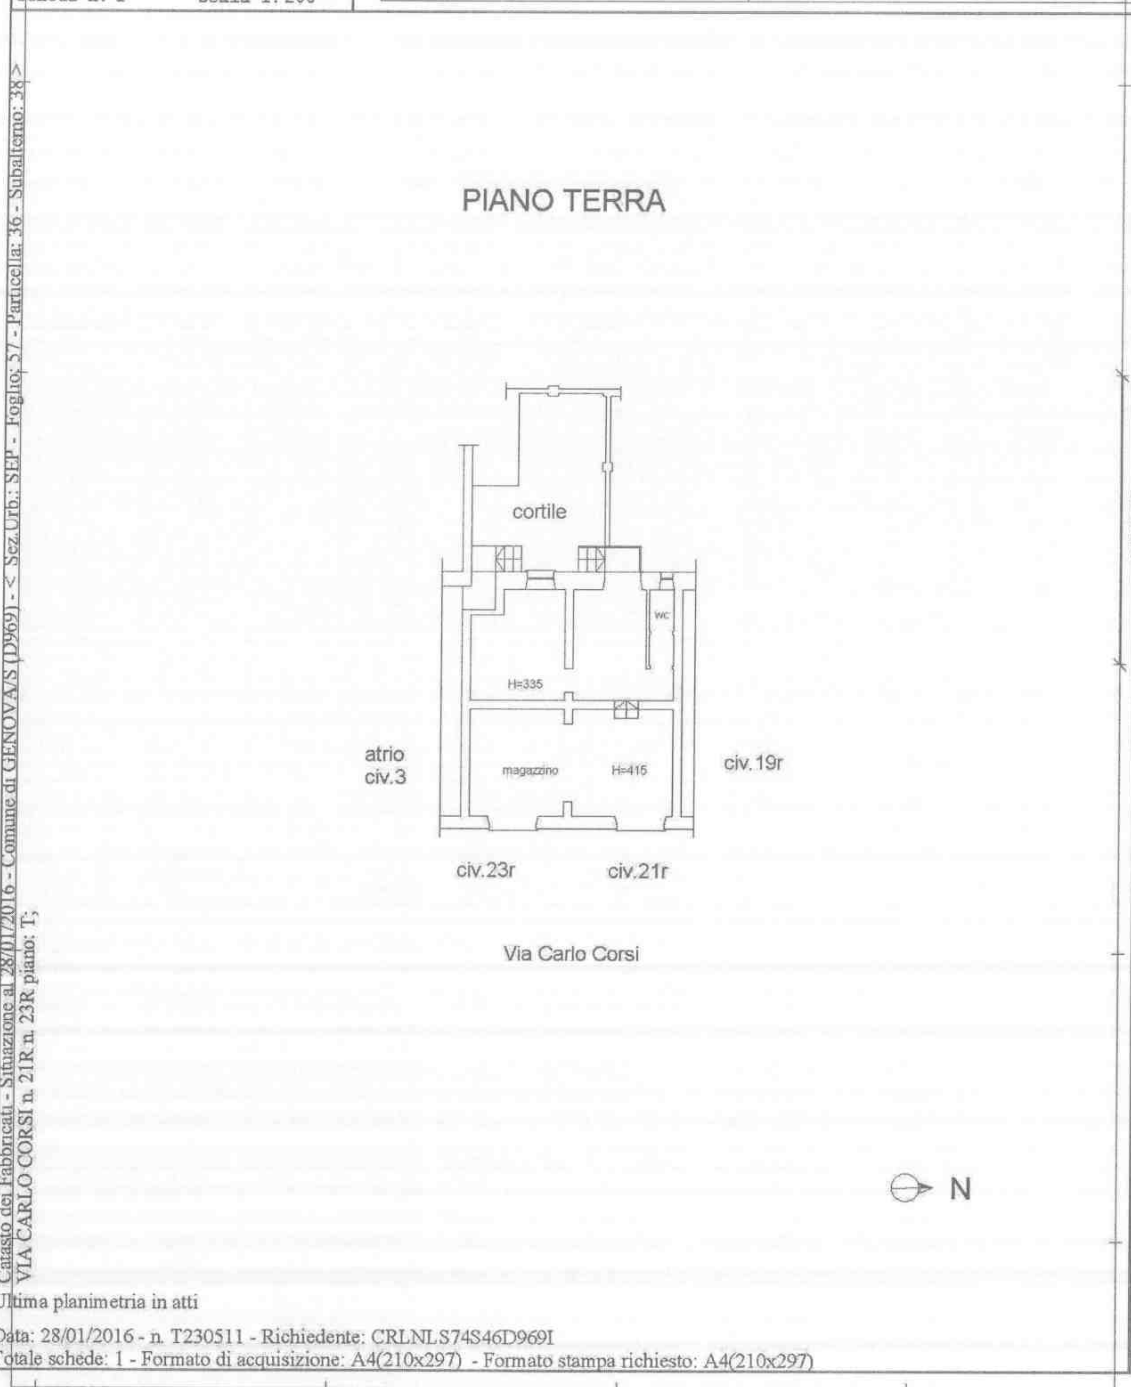 PIANO TERRA
cortile
WC
H=335
atrio
civ.3
magazzino
H=415
civ.19r
civ.23r
civ.21r
Via Carlo Corsi
N
Catasto dei Fabbricati - Situazione al 28/01/2016 - Comune di GENOVA/S (D969) - < Sez.Urb.: SEP - Foglio: 57 - Particella: 36 - Subalterno: 38 >
VIA CARLO CORSI n. 21R n. 23R piano: T;
Ultima planimetria in atti
Data: 28/01/2016 - n. T230511 - Richiedente: CRLNLS74S46D969I
Totale schede: 1 - Formato di acquisizione: A4(210x297) - Formato stampa richiesto: A4(210x297)